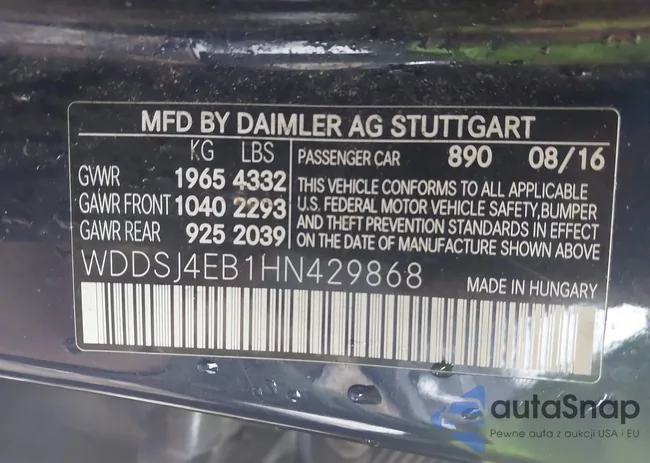 MFD BY DAIMLER AG STUTTGART
KG LBS
GVWR 1965 4332
GAWR FRONT 1040 2293
GAWR REAR 925 2039
PASSENGER CAR 890 08/16
THIS VEHICLE CONFORMS TO ALL APPLICABLE
U.S. FEDERAL MOTOR VEHICLE SAFETY,BUMPER
AND THEFT PREVENTION STANDARDS IN EFFECT
ON THE DATE OF MANUFACTURE SHOWN ABOVE
WDDSJ4EB1HN429868
MADE IN HUNGARY
autaSnap
Pewne auta z aukcji USA i EU